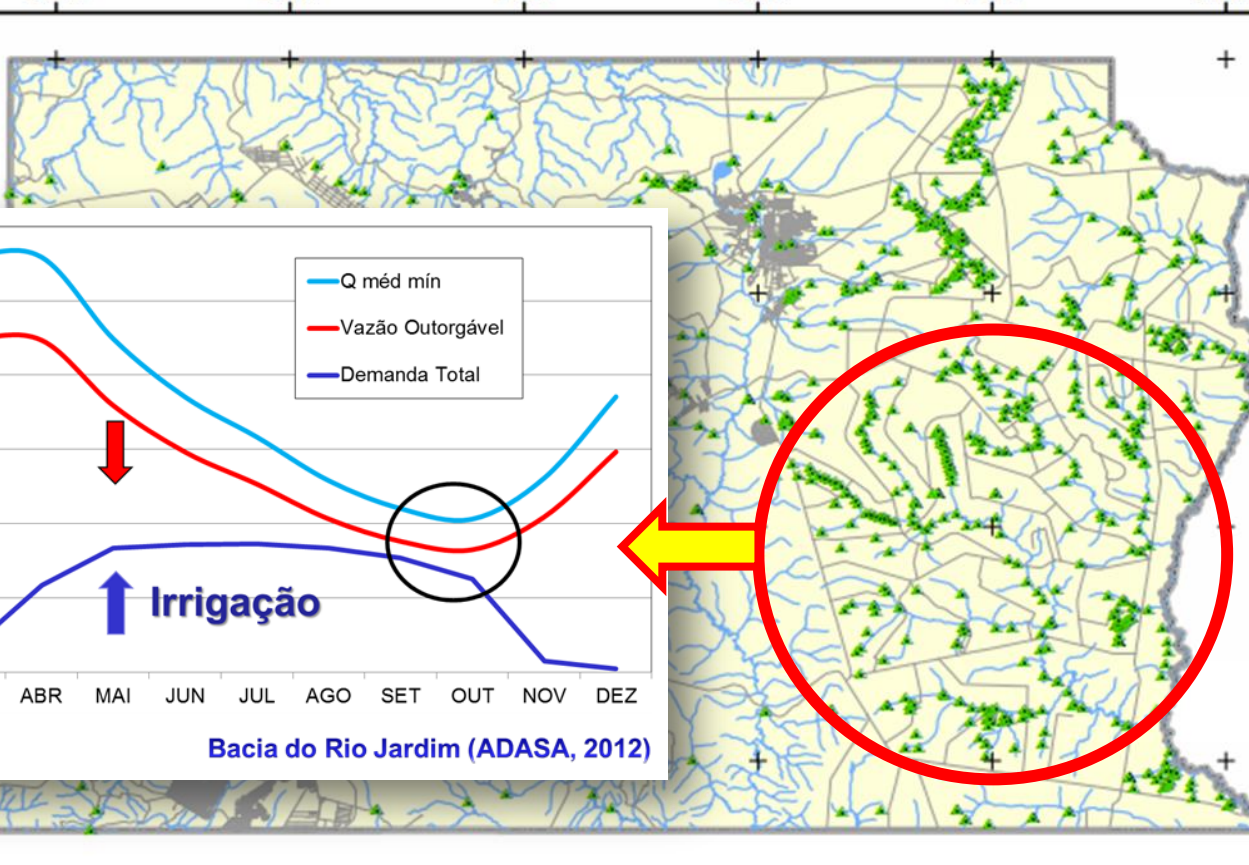 Q méd mín
Vazão Outorgável
Demanda Total
Irrigação
ABR MAI JUN JUL AGO SET OUT NOV DEZ
Bacia do Rio Jardim (ADASA, 2012)